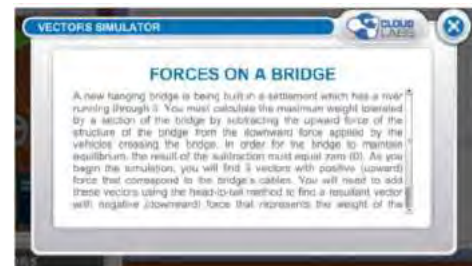 VECTORS SIMULATOR
CLOUD
LABS
FORCES ON A BRIDGE
A new hanging bridge is being built in a settlement which has a river
running through it. You must calculate the maximum weight tolerated
by a section of the bridge by subtracting the upward force of the
structure of the bridge from the downward force applied by the
vehicles crossing the bridge. In order for the bridge to maintain
equilibrium, the result of the subtraction must equal zero (0). As you
begin the simulation, you will find 3 vectors with positive (upward)
force that correspond to the bridge's cables. You will need to add
these vectors using the head-to-tail method to find a resultant vector
with negative (downward) force that represents the weight of the